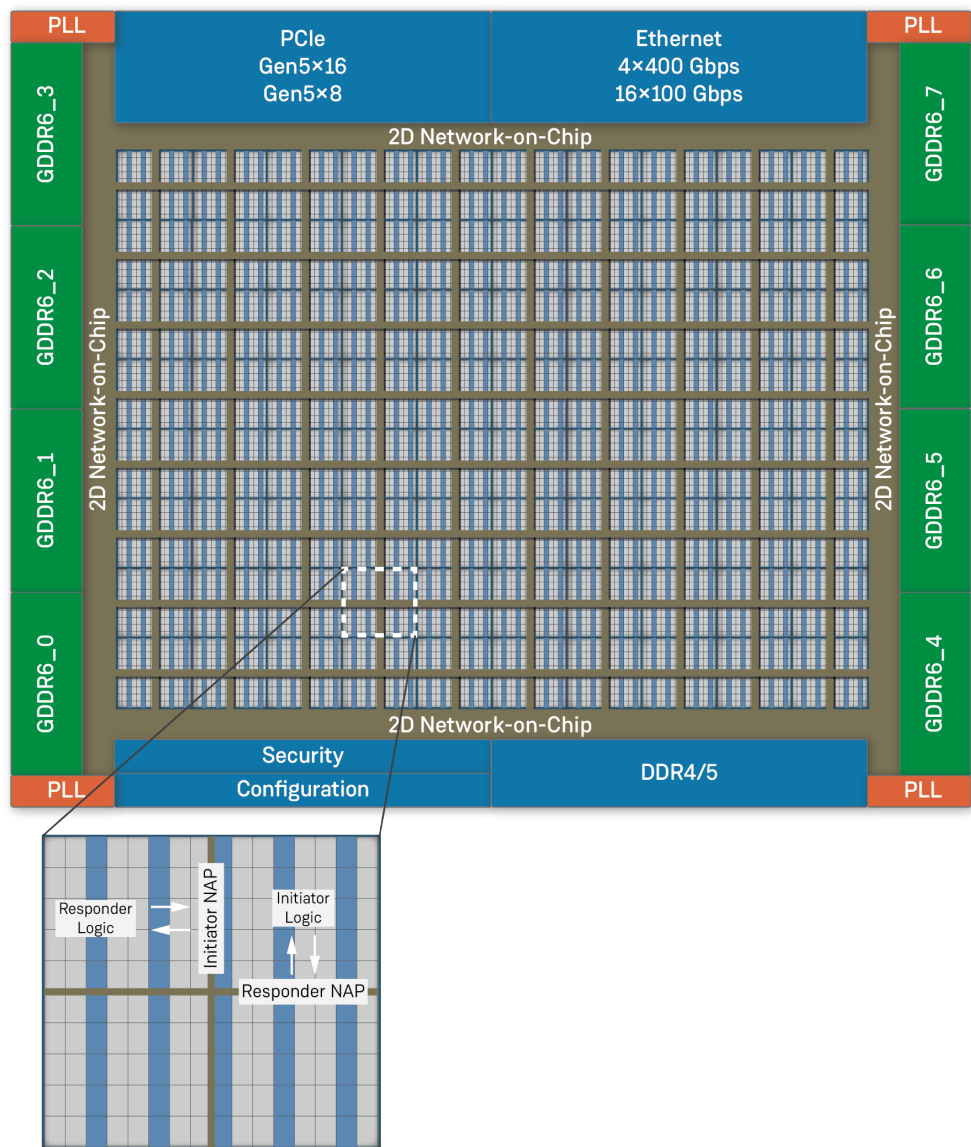 PLL
PCIe
Gen5×16
Gen5×8
Ethernet
4×400 Gbps
16×100 Gbps
PLL
GDDR6_3
GDDR6_2
GDDR6_1
GDDR6_0
2D Network-on-Chip
2D Network-on-Chip
2D Network-on-Chip
GDDR6_7
GDDR6_6
GDDR6_5
GDDR6_4
2D Network-on-Chip
PLL
Security
Configuration
DDR4/5
PLL
Responder
Logic
Initiator NAP
Initiator
Logic
Responder NAP